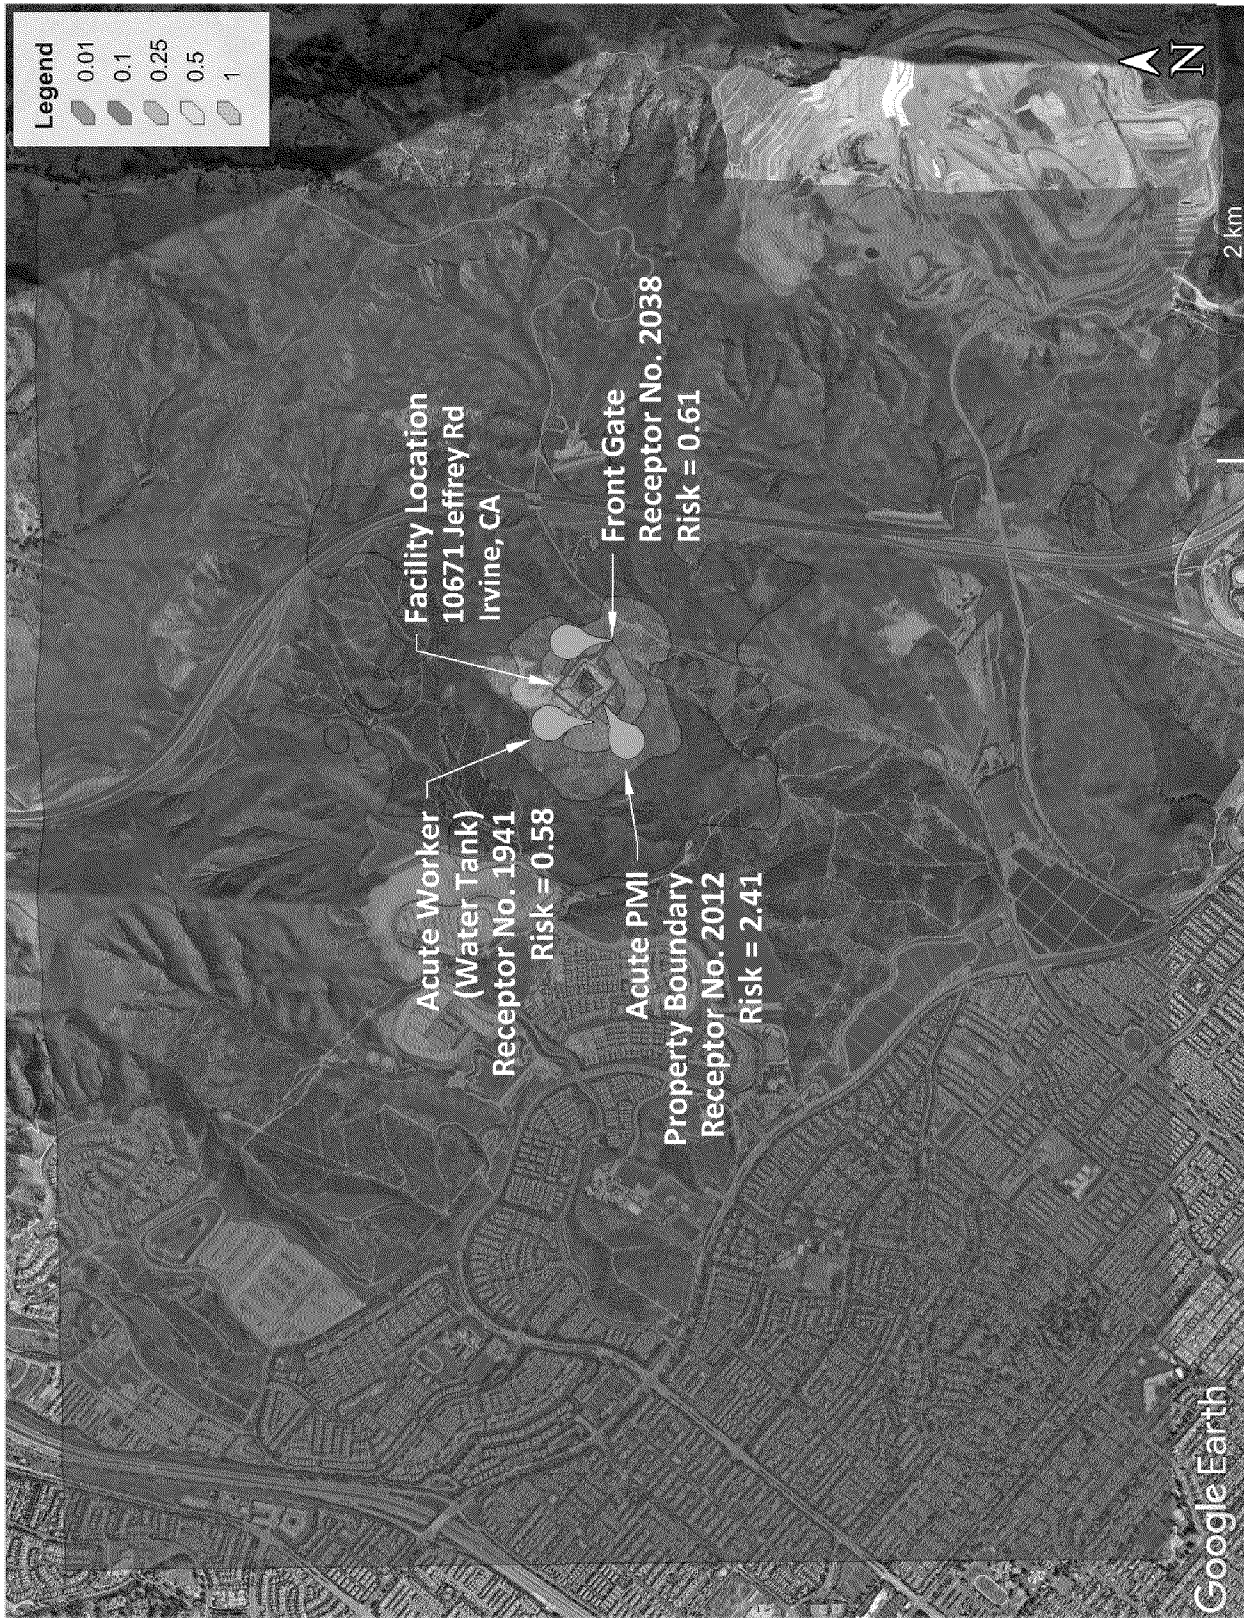 Legend
0.01
0.1
0.25
0.5
1
Facility Location
10671 Jeffrey Rd
Irvine, CA
Acute Worker
(Water Tank)
Receptor No. 1941
Risk = 0.58
Front Gate
Receptor No. 2038
Risk = 0.61
Acute PMI
Property Boundary
Receptor No. 2012
Risk = 2.41
N
Google Earth
2 km